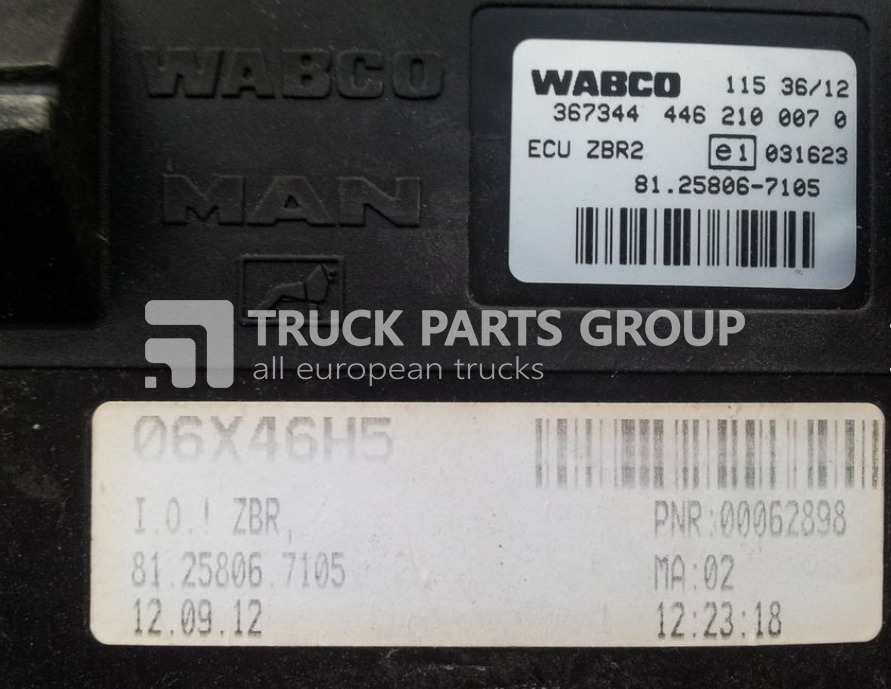 WABCO
MAN
WABCO 115 36/12
367344 446 210 007 0
ECU ZBR2 e1 031623
81.25806-7105
TRUCK PARTS GROUP
all european trucks
06X46H5
I.O.! ZBR,
PNR:00062898
81.25806.7105
MA:02
12.09.12
12:23:18